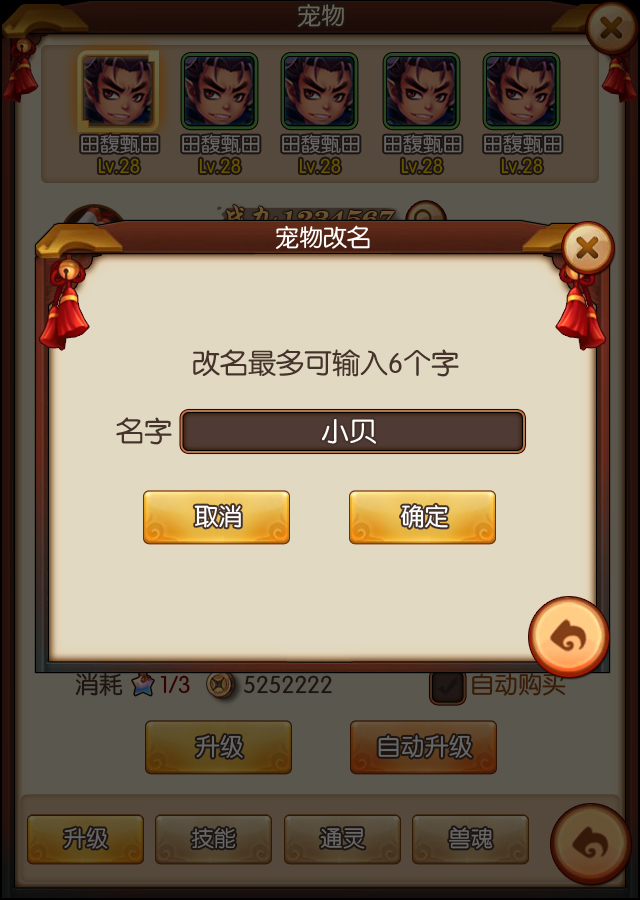 宠物
田馥甄田 田馥甄田 田馥甄田 田馥甄田 田馥甄田
Lv.28 Lv.28 Lv.28 Lv.28 Lv.28
战力:1234567
宠物改名
改名最多可输入6个字
名字 小贝
取消 确定
消耗 1/3 5252222 自动购买
升级 自动升级
升级 技能 通灵 兽魂